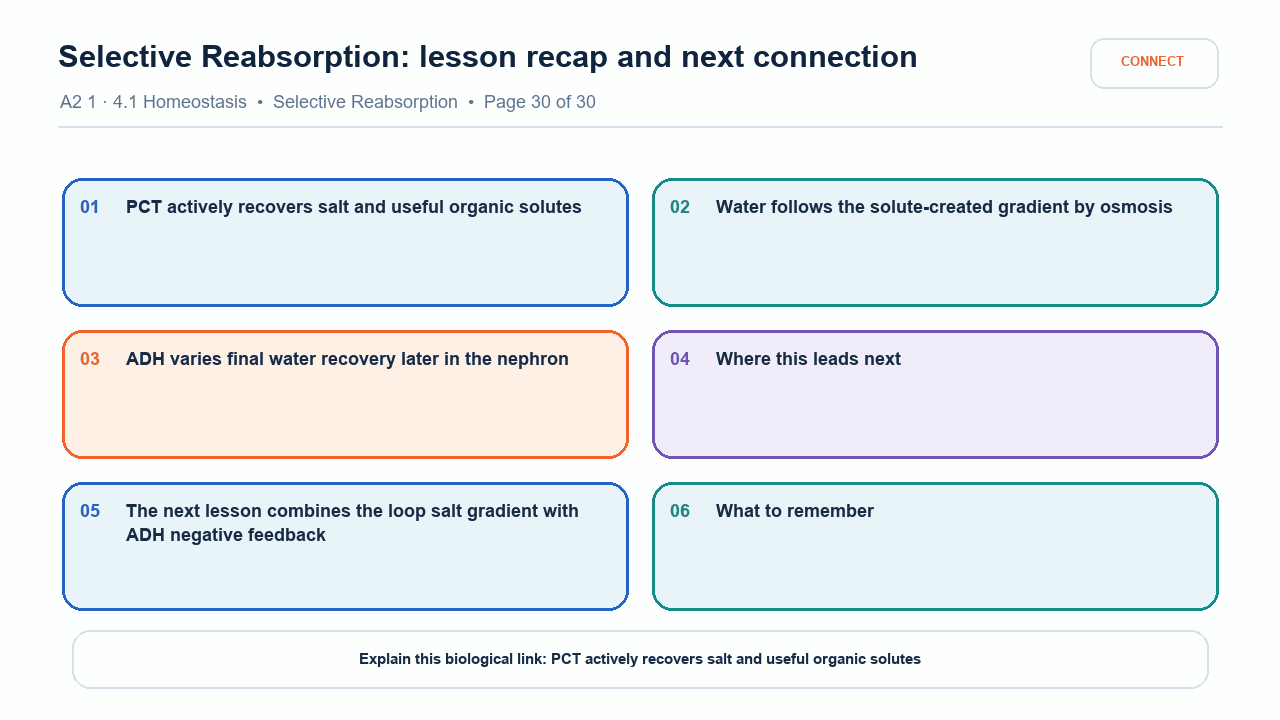 Selective Reabsorption: lesson recap and next connection
CONNECT
A2 1 · 4.1 Homeostasis • Selective Reabsorption • Page 30 of 30
01 PCT actively recovers salt and useful organic solutes
02 Water follows the solute-created gradient by osmosis
03 ADH varies final water recovery later in the nephron
04 Where this leads next
05 The next lesson combines the loop salt gradient with
ADH negative feedback
06 What to remember
Explain this biological link: PCT actively recovers salt and useful organic solutes